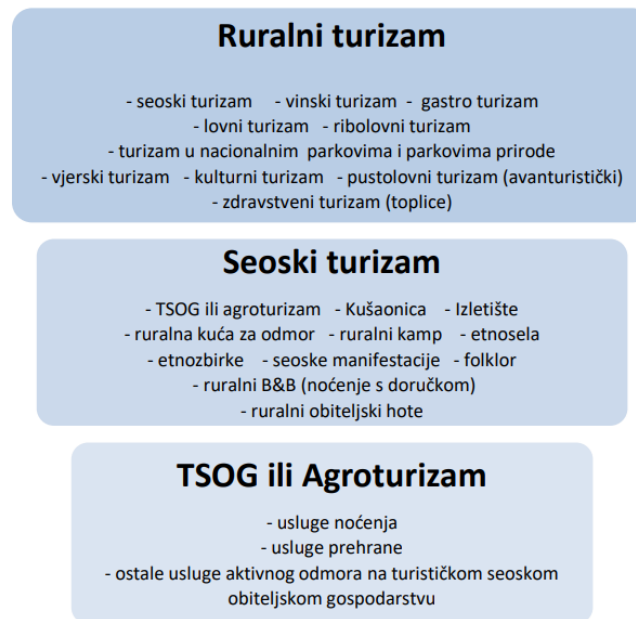 Ruralni turizam
- seoski turizam - vinski turizam - gastro turizam
- lovni turizam - ribolovni turizam
- turizam u nacionalnim parkovima i parkovima prirode
- vjerski turizam - kulturni turizam - pustolovni turizam (avanturistički)
- zdravstveni turizam (toplice)
Seoski turizam
- TSOG ili agroturizam - Kušaonica - Izletište
- ruralna kuća za odmor - ruralni kamp - etnosela
- etnozbirke - seoske manifestacije - folklor
- ruralni B&B (noćenje s doručkom)
- ruralni obiteljski hote
TSOG ili Agroturizam
- usluge noćenja
- usluge prehrane
- ostale usluge aktivnog odmora na turističkom seoskom
obiteljskom gospodarstvu